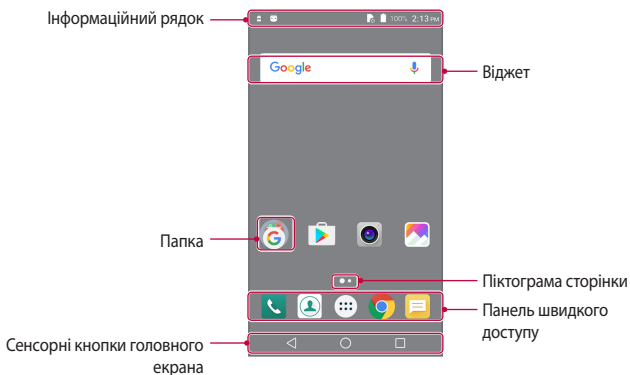 Інформаційний рядок
100% 2:13 PM
Google
Віджет
Папка
Піктограма сторінки
Панель швидкого
доступу
Сенсорні кнопки головного
екрана